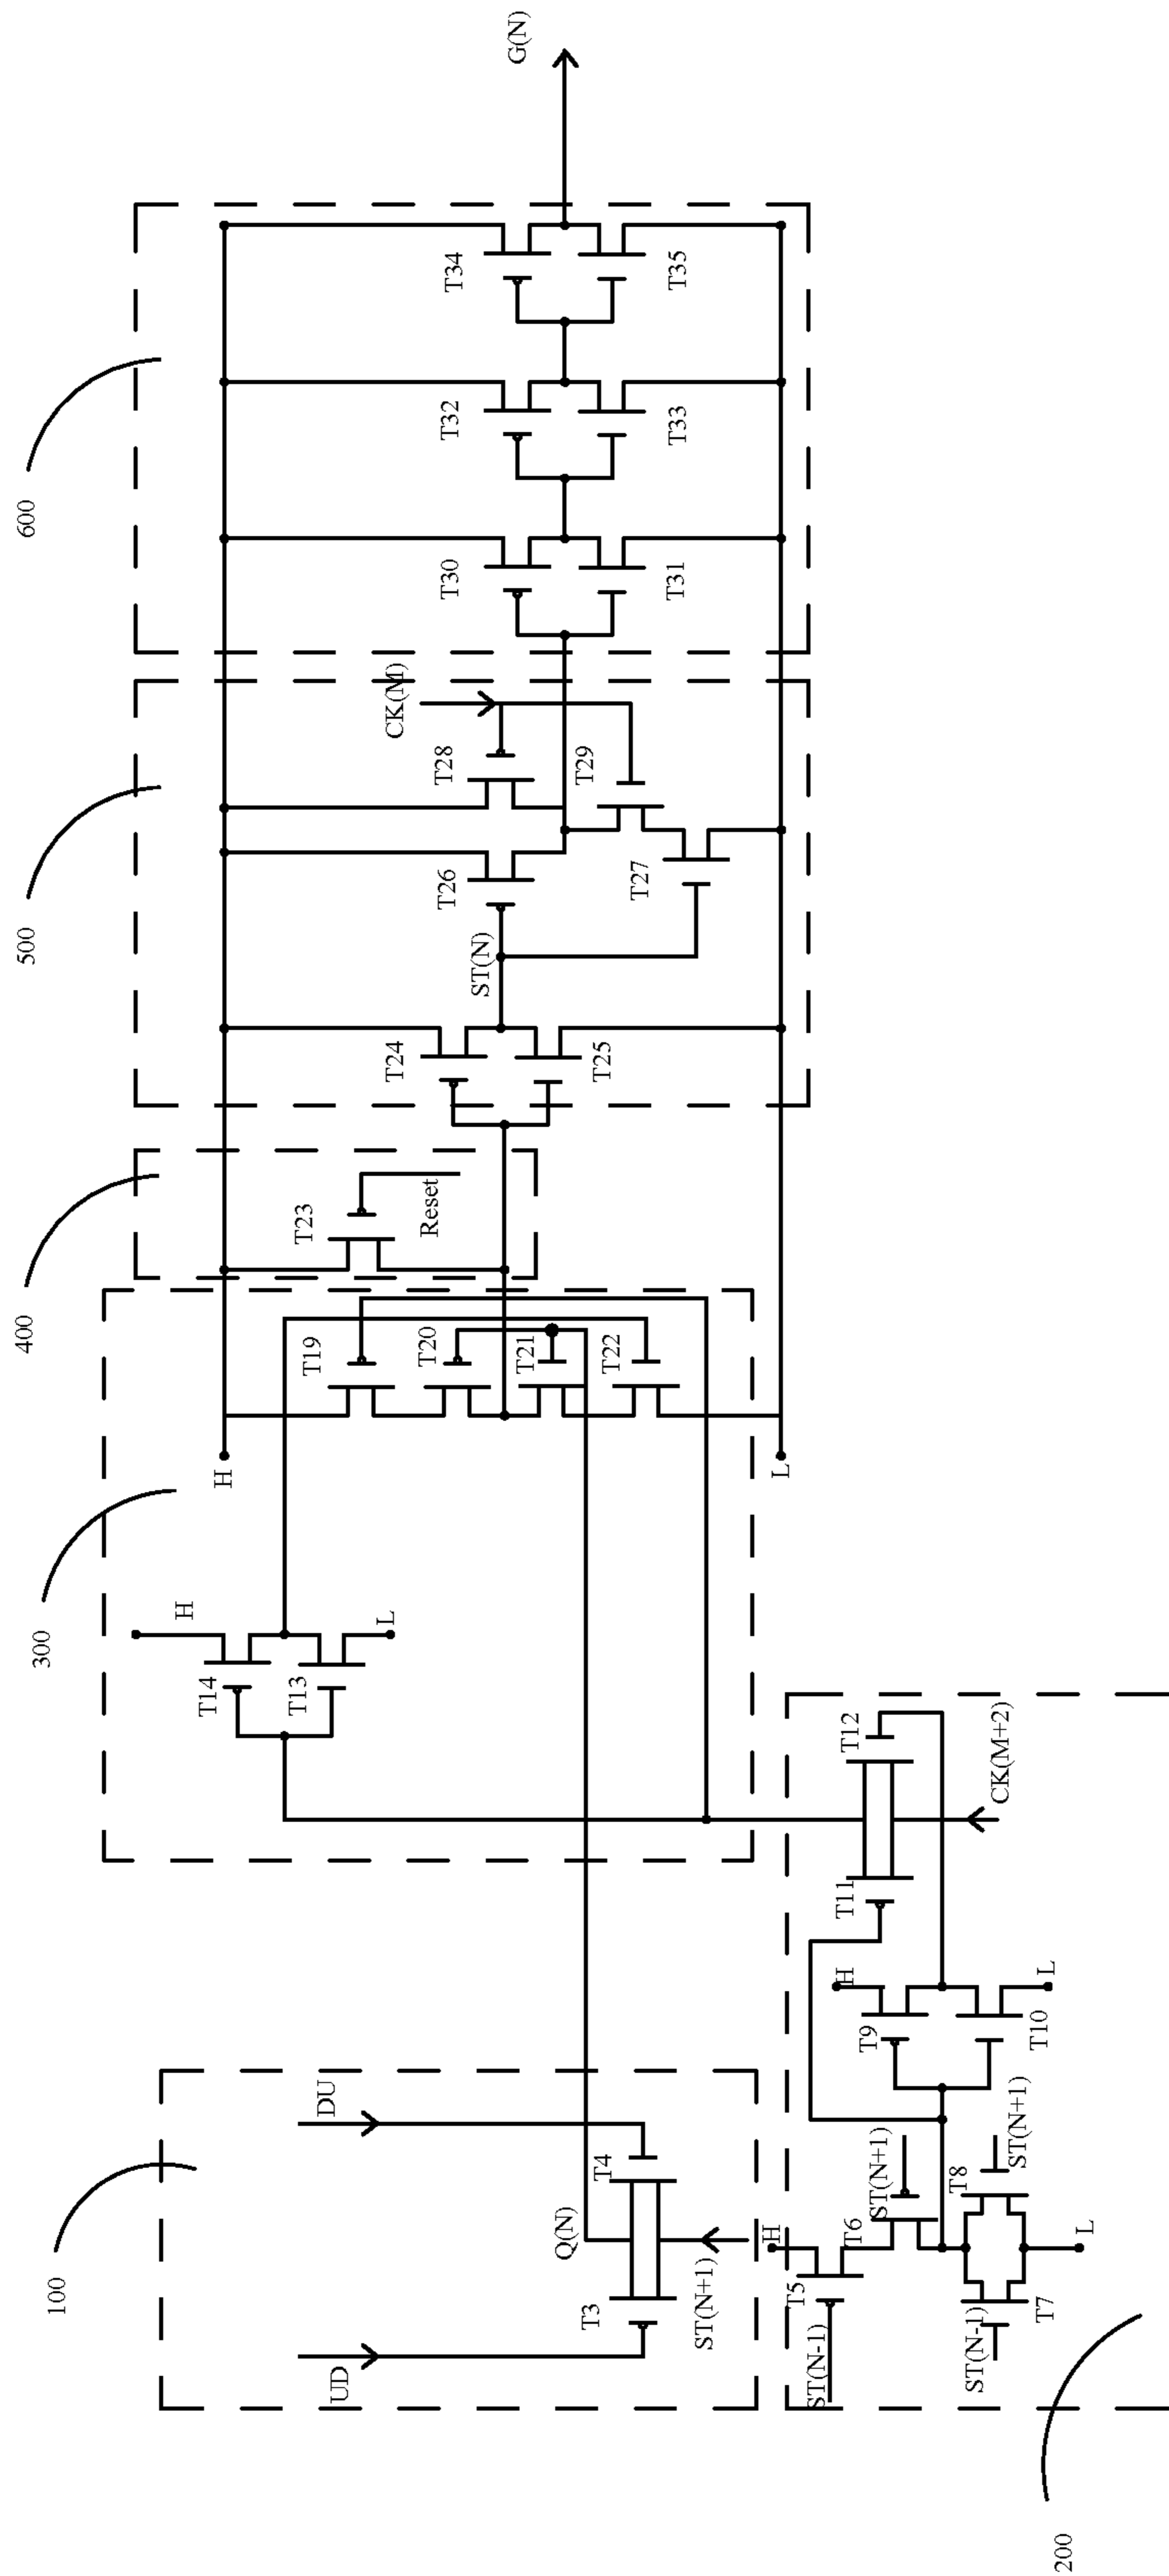 100
UD
DU
T3
T4
Q(N)
ST(N+1)
200
ST(N-1)
H
T5
T6
ST(N+1)
ST(N-1)
T7
T8
ST(N+1)
L
H
T9
T10
L
T11
T12
CK(M+2)
300
H
T14
T13
L
H
L
T19
T20
T21
T22
400
T23
Reset
500
T24
T25
ST(N)
T26
T27
T28
T29
CK(M)
600
T30
T31
T32
T33
T34
T35
G(N)